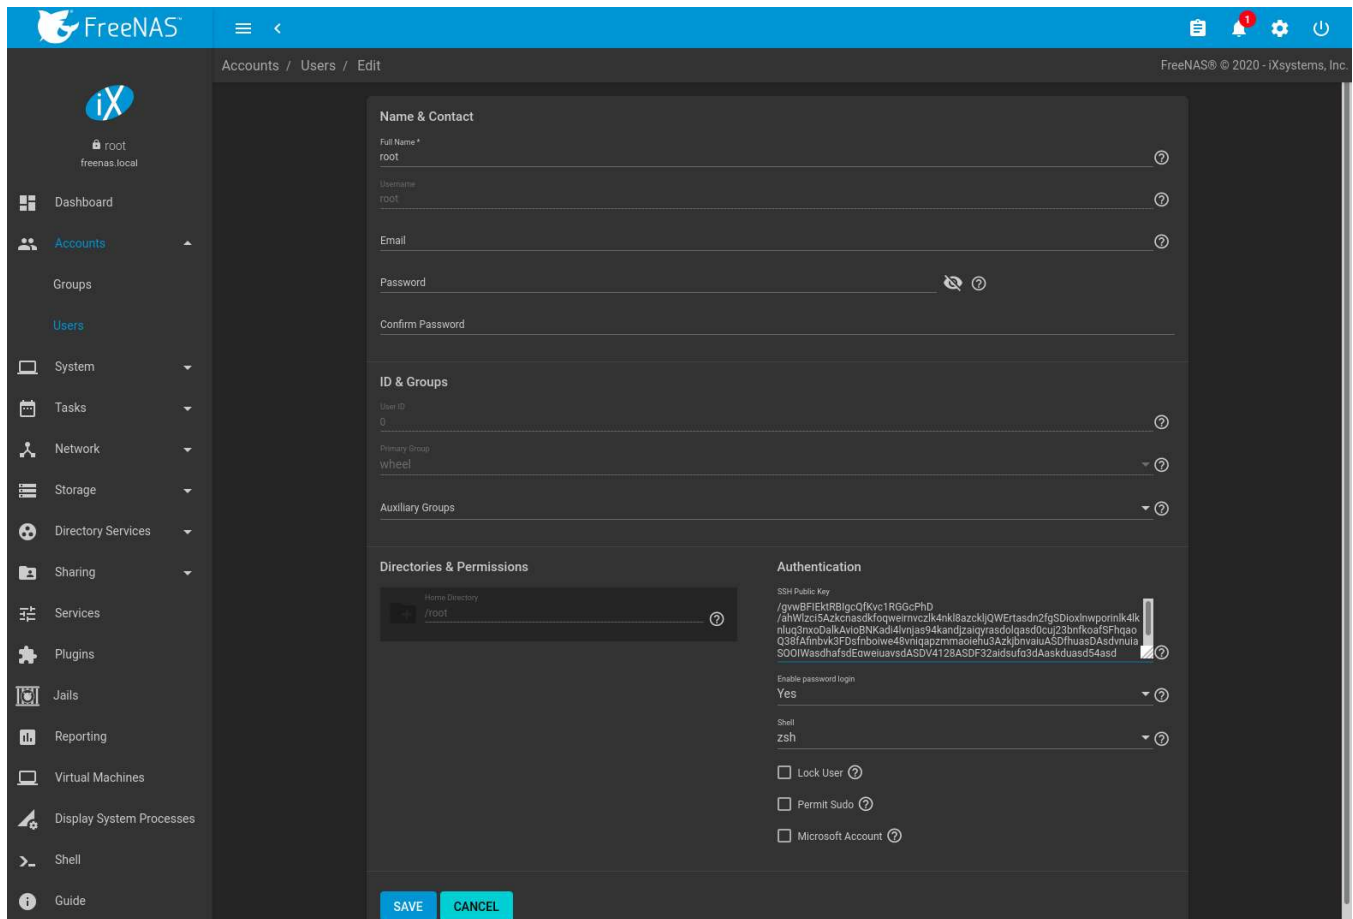 FreeNAS
1
Accounts / Users / Edit
FreeNAS® © 2020 - iXsystems, Inc.
iX
root
freenas.local
Dashboard
Accounts
Groups
Users
System
Tasks
Network
Storage
Directory Services
Sharing
Services
Plugins
Jails
Reporting
Virtual Machines
Display System Processes
Shell
Guide
Name & Contact
Full Name *
root
Username
root
Email
Password
Confirm Password
ID & Groups
User ID
0
Primary Group
wheel
Auxiliary Groups
Directories & Permissions
Home Directory
/root
Authentication
SSH Public Key
Enable password login
Yes
Shell
zsh
Lock User
Permit Sudo
Microsoft Account
SAVE
CANCEL